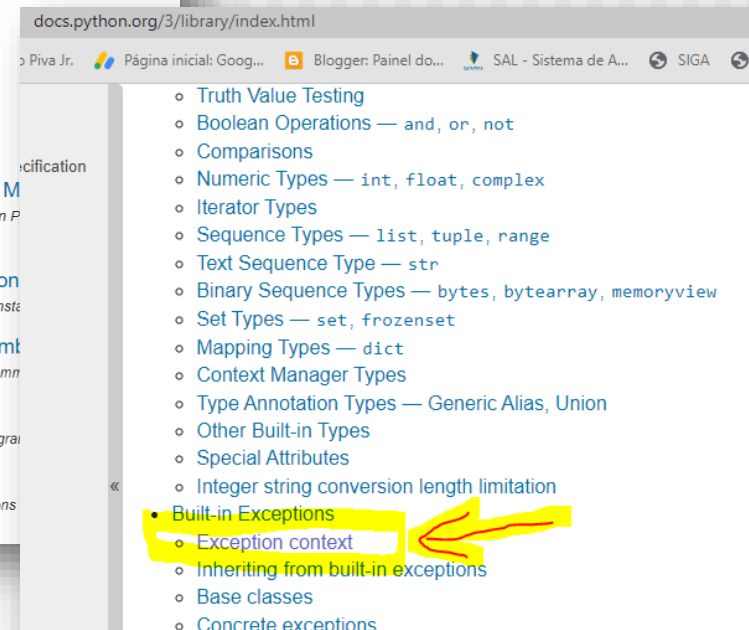 docs.python.org/3/library/index.html
Piva Jr. Página inicial: Goog... Blogger: Painel do... SAL - Sistema de A... SIGA
Truth Value Testing
Boolean Operations — and, or, not
Comparisons
Numeric Types — int, float, complex
Iterator Types
Sequence Types — list, tuple, range
Text Sequence Type — str
Binary Sequence Types — bytes, bytearray, memoryview
Set Types — set, frozenset
Mapping Types — dict
Context Manager Types
Type Annotation Types — Generic Alias, Union
Other Built-in Types
Special Attributes
« Integer string conversion length limitation
Built-in Exceptions
Exception context
Inheriting from built-in exceptions
Base classes
Concrete exceptions